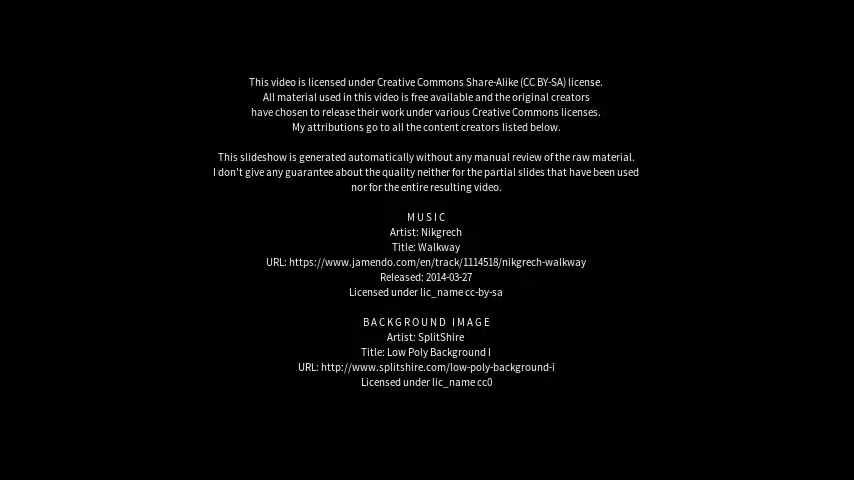 This video is licensed under Creative Commons Share-Alike (CC BY-SA) license.
All material used in this video is free available and the original creators
have chosen to release their work under various Creative Commons licenses.
My attributions go to all the content creators listed below.
This slideshow is generated automatically without any manual review of the raw material.
I don't give any guarantee about the quality neither for the partial slides that have been used
nor for the entire resulting video.
M U S I C
Artist: Nikgrech
Title: Walkway
URL: https://www.jamendo.com/en/track/1114518/nikgrech-walkway
Released: 2014-03-27
Licensed under lic_name cc-by-sa
B A C K G R O U N D   I M A G E
Artist: SplitShire
Title: Low Poly Background I
URL: http://www.splitshire.com/low-poly-background-i
Licensed under lic_name cc0